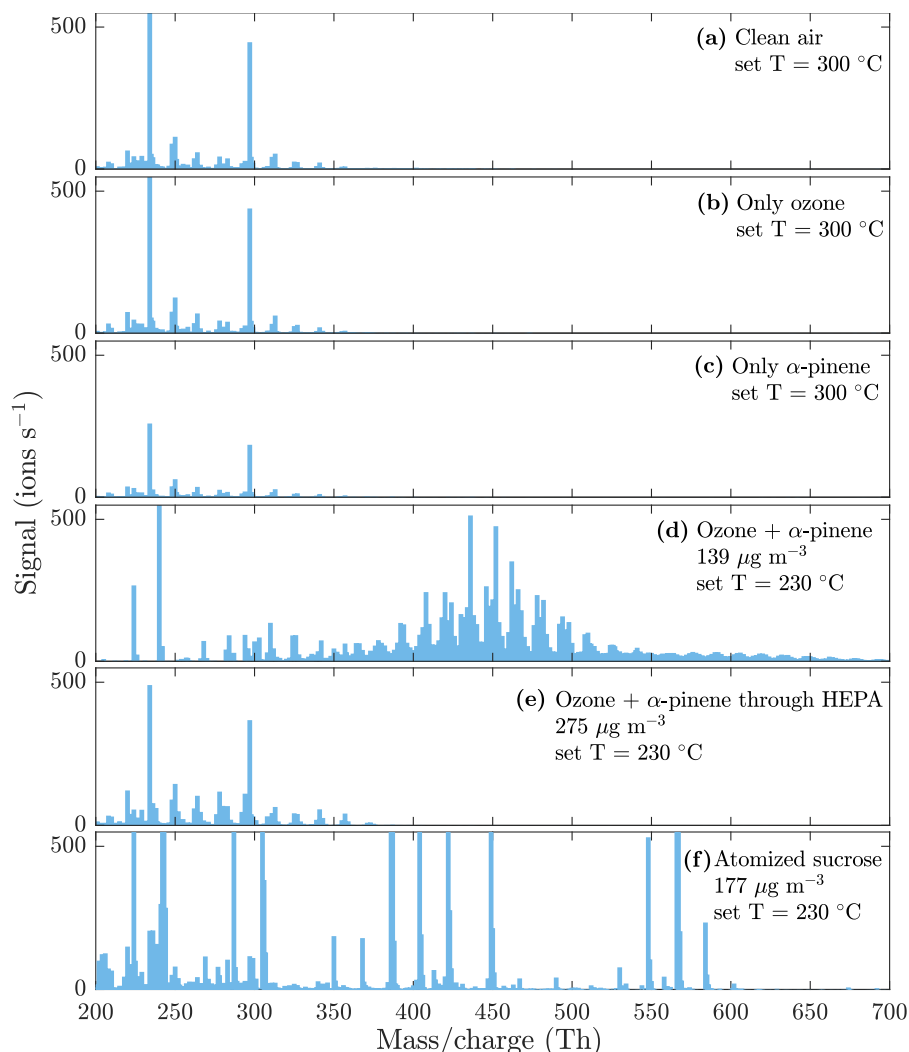 500
(a) Clean air
set T = 300 °C
0
500
(b) Only ozone
set T = 300 °C
0
500
(c) Only α-pinene
set T = 300 °C
0
Signal (ions s⁻¹)
500
(d) Ozone + α-pinene
139 μg m⁻³
set T = 230 °C
0
500
(e) Ozone + α-pinene through HEPA
275 μg m⁻³
set T = 230 °C
0
500
(f) Atomized sucrose
177 μg m⁻³
set T = 230 °C
0
200 250 300 350 400 450 500 550 600 650 700
Mass/charge (Th)